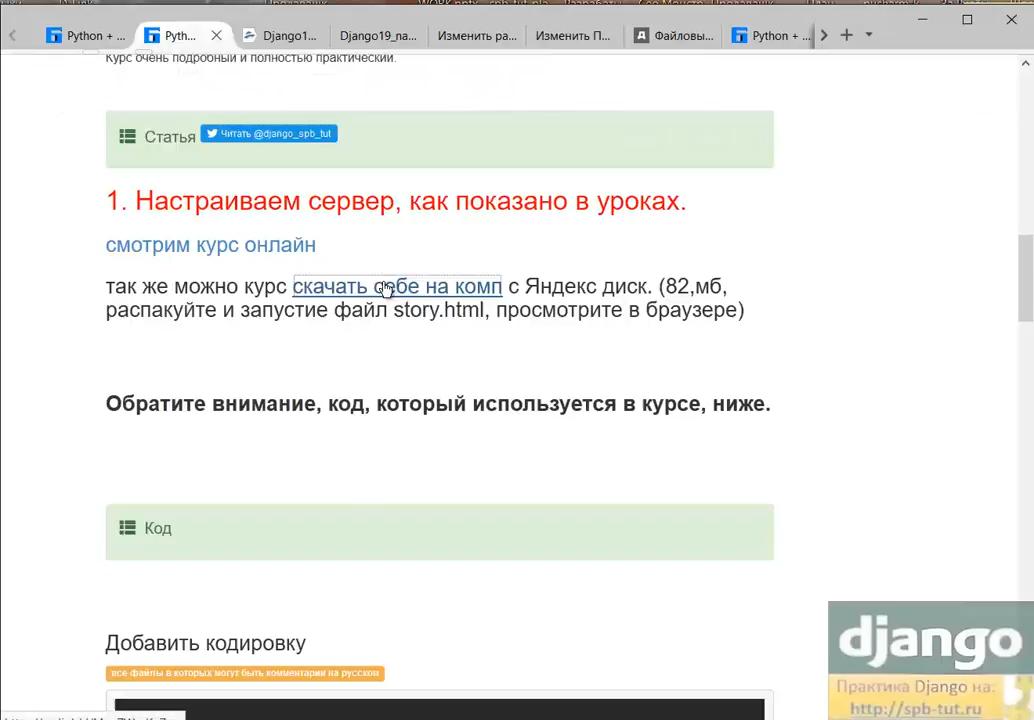 Python + ...
Pyth...
Django1...
Django19_na...
Изменить ра...
Изменить П...
Файловы...
Python + ...
Курс очень подробный и полностью практический.
Статья
Читать @django_spb_tut
1. Настраиваем сервер, как показано в уроках.
смотрим курс онлайн
так же можно курс скачать себе на комп с Яндекс диск. (82,мб,
распакуйте и запустие файл story.html, просмотрите в браузере)
Обратите внимание, код, который используется в курсе, ниже.
Код
Добавить кодировку
все файлы в которых могут быть комментарии на русском
django
Практика Django на:
http://spb-tut.ru